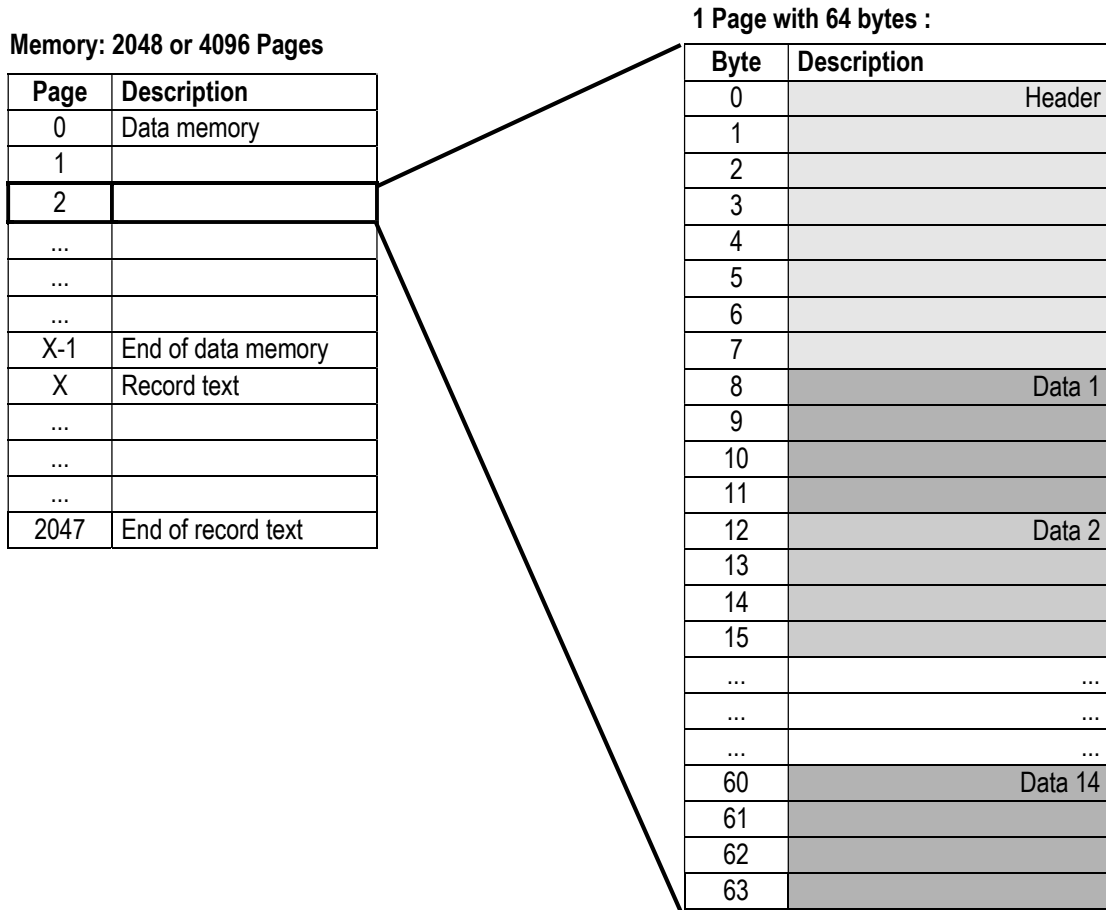 Memory: 2048 or 4096 Pages
Page Description
0 Data memory
1
2
...
...
...
X-1 End of data memory
X Record text
...
...
...
2047 End of record text
1 Page with 64 bytes :
Byte Description
0 Header
1
2
3
4
5
6
7
8 Data 1
9
10
11
12 Data 2
13
14
15
... ...
... ...
... ...
60 Data 14
61
62
63